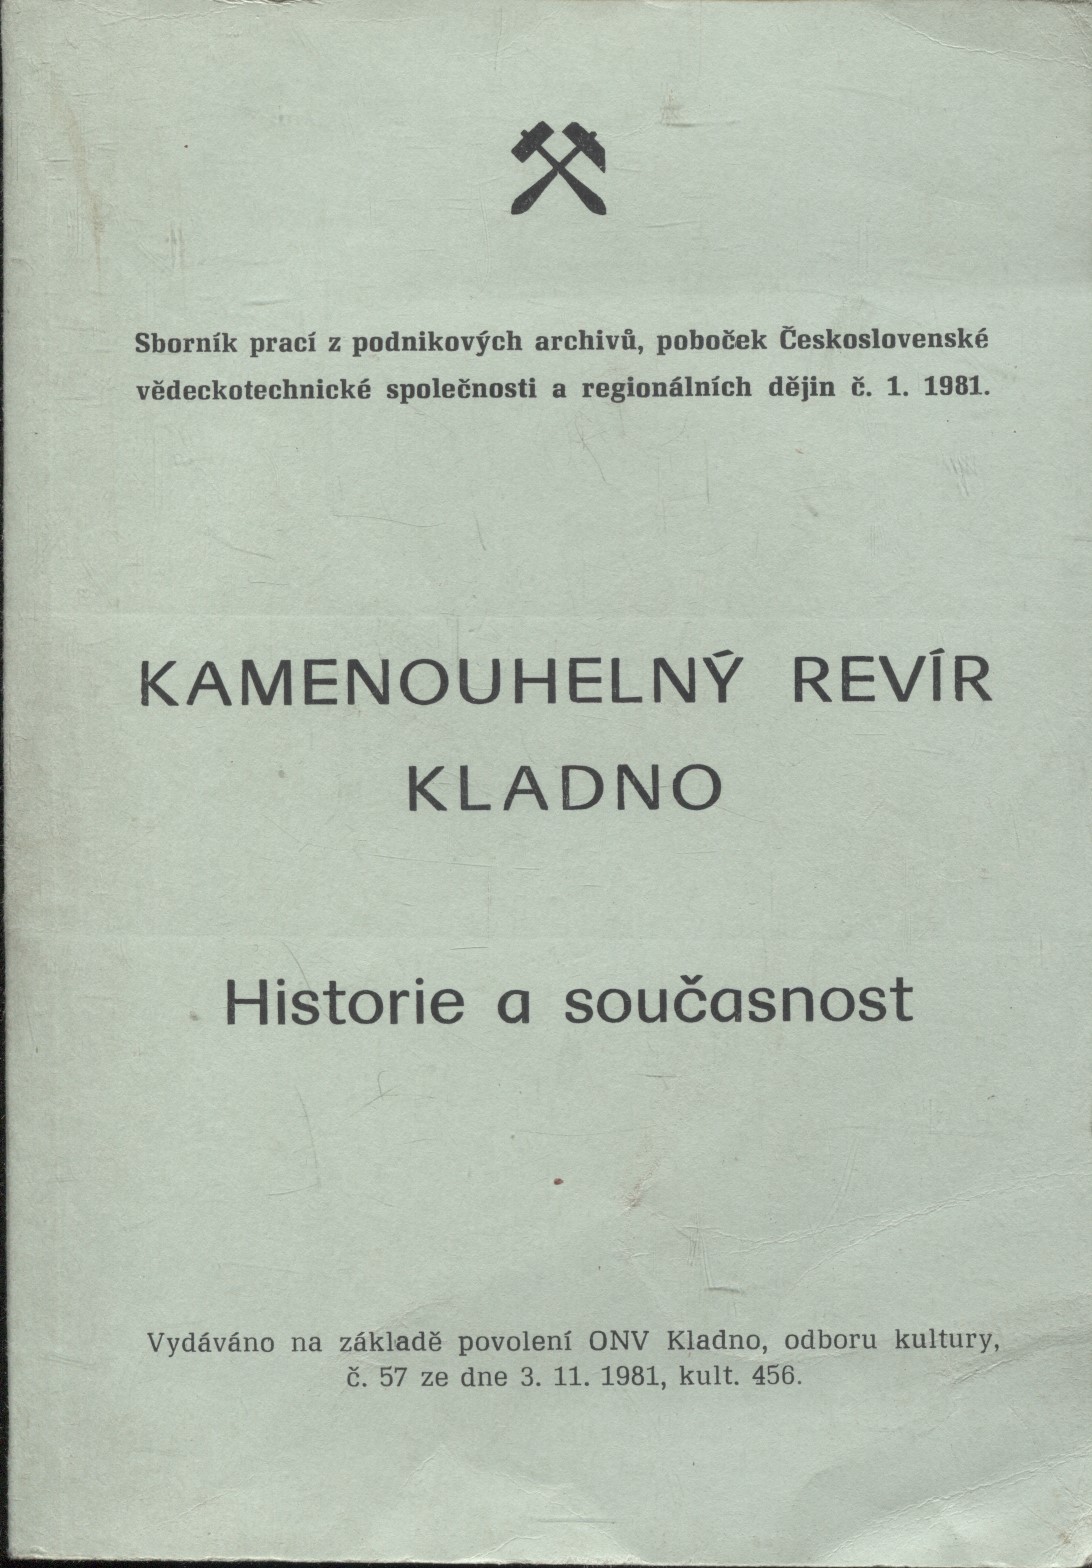 Sborník prací z podnikových archivů, poboček Československé
vědeckotechnické společnosti a regionálních dějin č. 1. 1981.
KAMENOUHELNÝ REVÍR
KLADNO
Historie a současnost
Vydáváno na základě povolení ONV Kladno, odboru kultury,
č. 57 ze dne 3. 11. 1981, kult. 456.